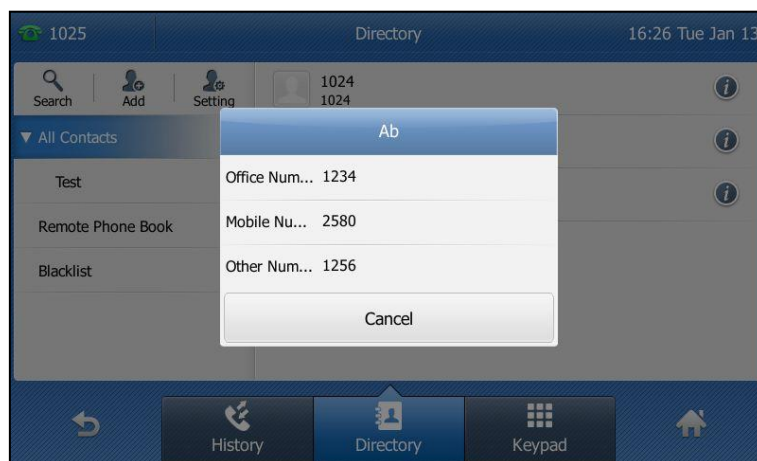 1025 Directory 16:26 Tue Jan 13
Search Add Setting
1024
1024
All Contacts
Ab
Test
Office Num... 1234
Remote Phone Book
Mobile Nu... 2580
Blacklist
Other Num... 1256
Cancel
History Directory Keypad